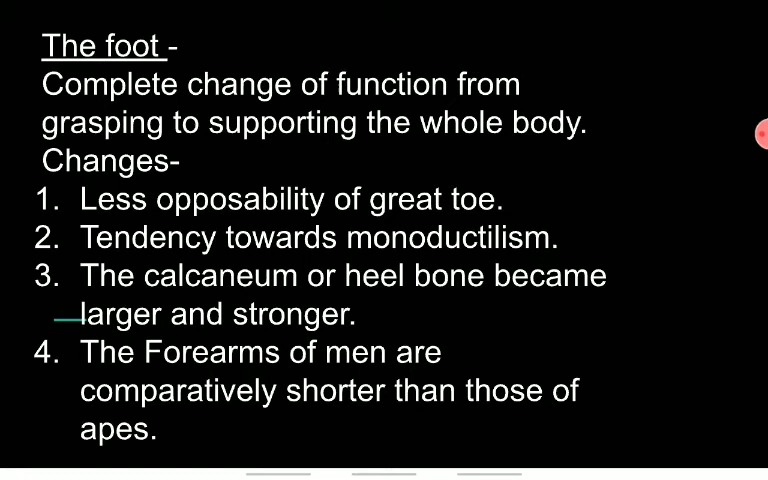 The foot -
Complete change of function from
grasping to supporting the whole body.
Changes-
1. Less opposability of great toe.
2. Tendency towards monoductilism.
3. The calcaneum or heel bone became
larger and stronger.
4. The Forearms of men are
comparatively shorter than those of
apes.